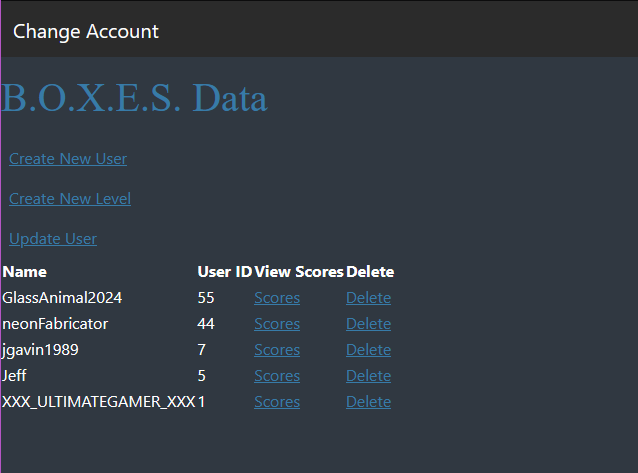 Change Account
B.O.X.E.S. Data
Create New User
Create New Level
Update User
Name User ID View Scores Delete
GlassAnimal2024 55 Scores Delete
neonFabricator 44 Scores Delete
jgavin1989 7 Scores Delete
Jeff 5 Scores Delete
XXX_ULTIMATEGAMER_XXX 1 Scores Delete